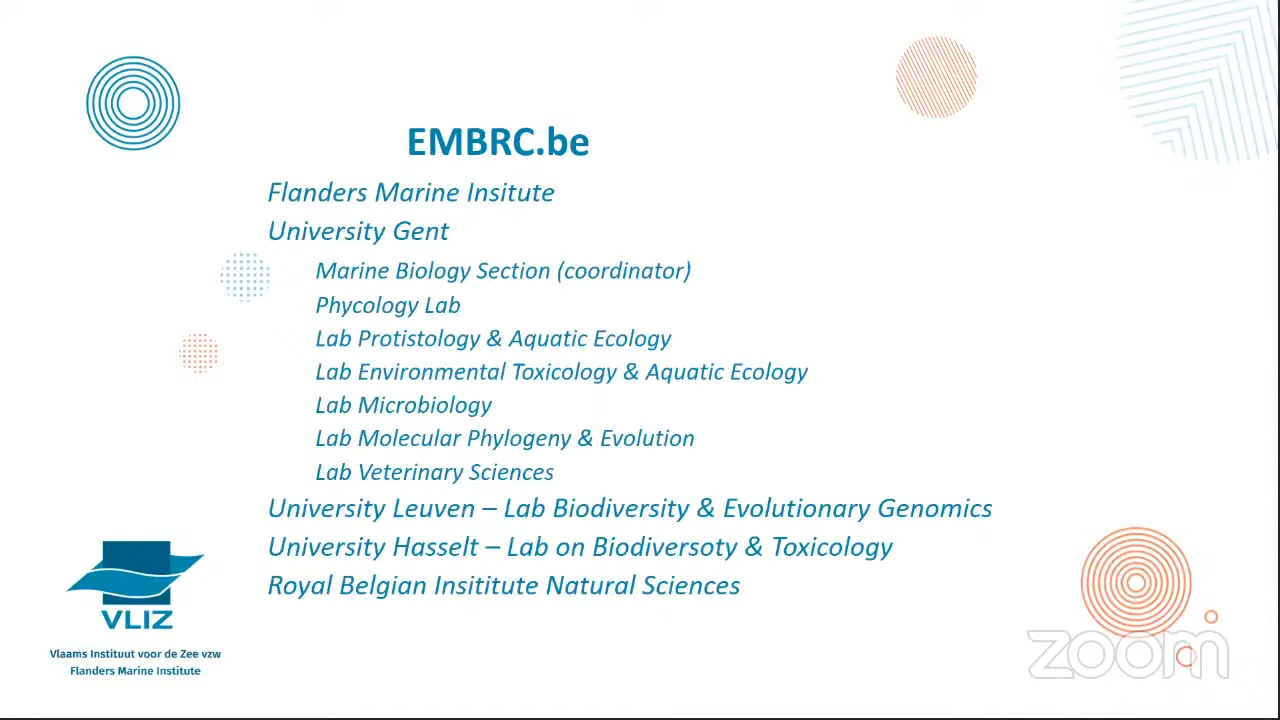 EMBRC.be
Flanders Marine Insitute
University Gent
Marine Biology Section (coordinator)
Phycology Lab
Lab Protistology & Aquatic Ecology
Lab Environmental Toxicology & Aquatic Ecology
Lab Microbiology
Lab Molecular Phylogeny & Evolution
Lab Veterinary Sciences
University Leuven – Lab Biodiversity & Evolutionary Genomics
University Hasselt – Lab on Biodiversoty & Toxicology
Royal Belgian Insititute Natural Sciences
VLIZ
Vlaams Instituut voor de Zee vzw
Flanders Marine Institute
zoom